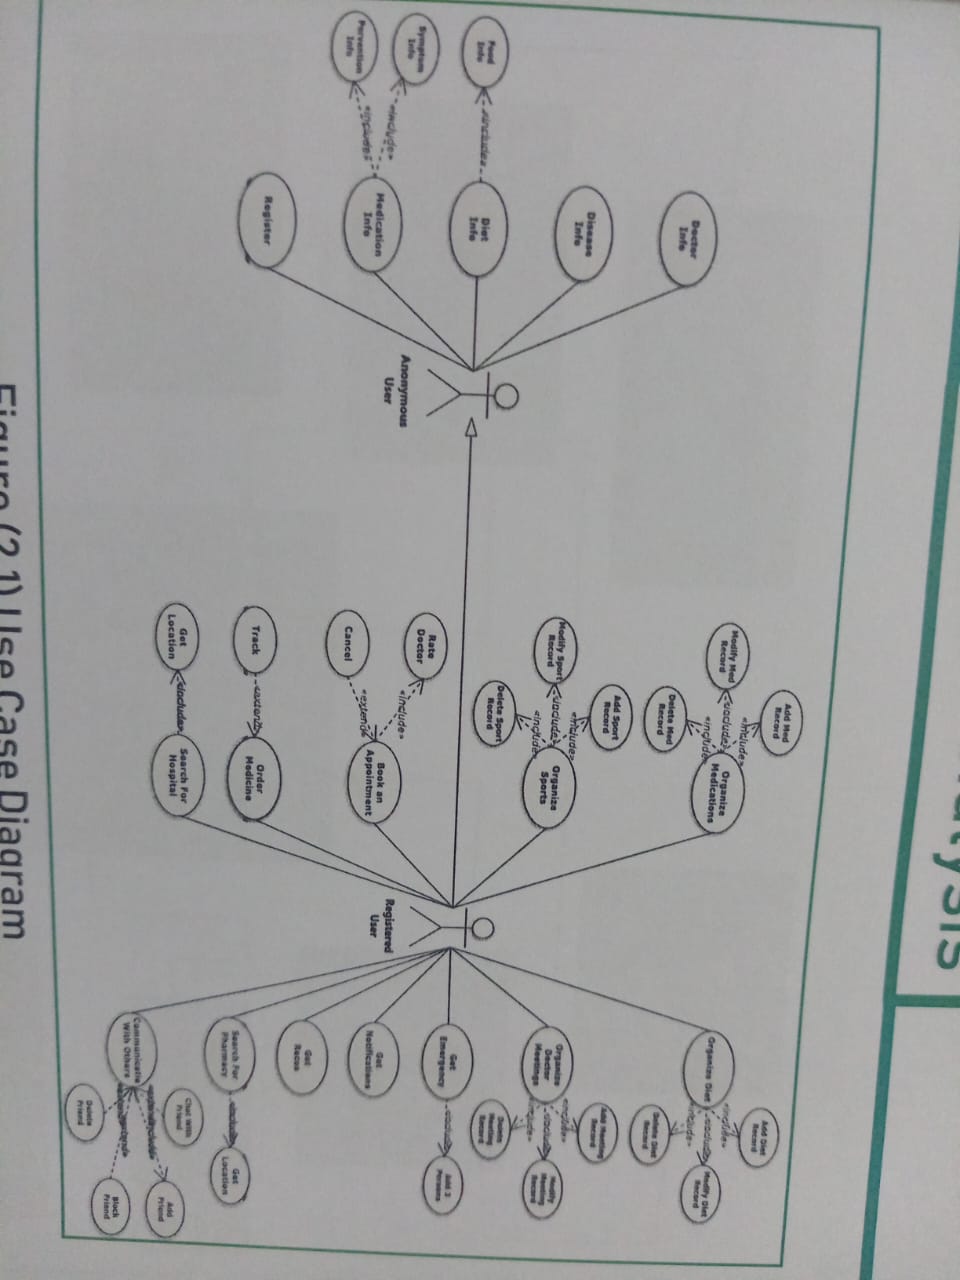 Analysis
Doctor
Info
Disease
Info
Diet
Info
Food
Info
«include»
Medication
Info
Symptom
Info
«include»
Pervention
Info
«include»
Register
Anonymous
User
Add Med
Record
«include»
Modify Med
Record
«include»
Organize
Medications
«include»
Delete Med
Record
Add Sport
Record
«include»
Modify Sport
Record
«include»
Organize
Sports
«include»
Delete Sport
Record
Rate
Doctor
«include»
Book an
Appointment
«extend»
Cancel
Track
«extend»
Order
Medicine
Get
Location
«include»
Search For
Hospital
Registered
User
Add Diet
Record
«include»
Organize Diet
«include»
Modify Diet
Record
«include»
Delete Diet
Record
Add Meeting
Record
«include»
Organize
Doctor
Meetings
«include»
Modify
Meeting
Record
«include»
Delete
Meeting
Record
Get
Emergency
«include»
Add 3
Persons
Get
Notifications
Get
Recos
Search For
Pharmacy
«include»
Get
Location
Chat With
Friend
«extend»
«include»
Add
Friend
Communicatie
With Others
«extend»
«extend»
Block
Friend
Delete
Friend
Figure (2.1) Use Case Diagram